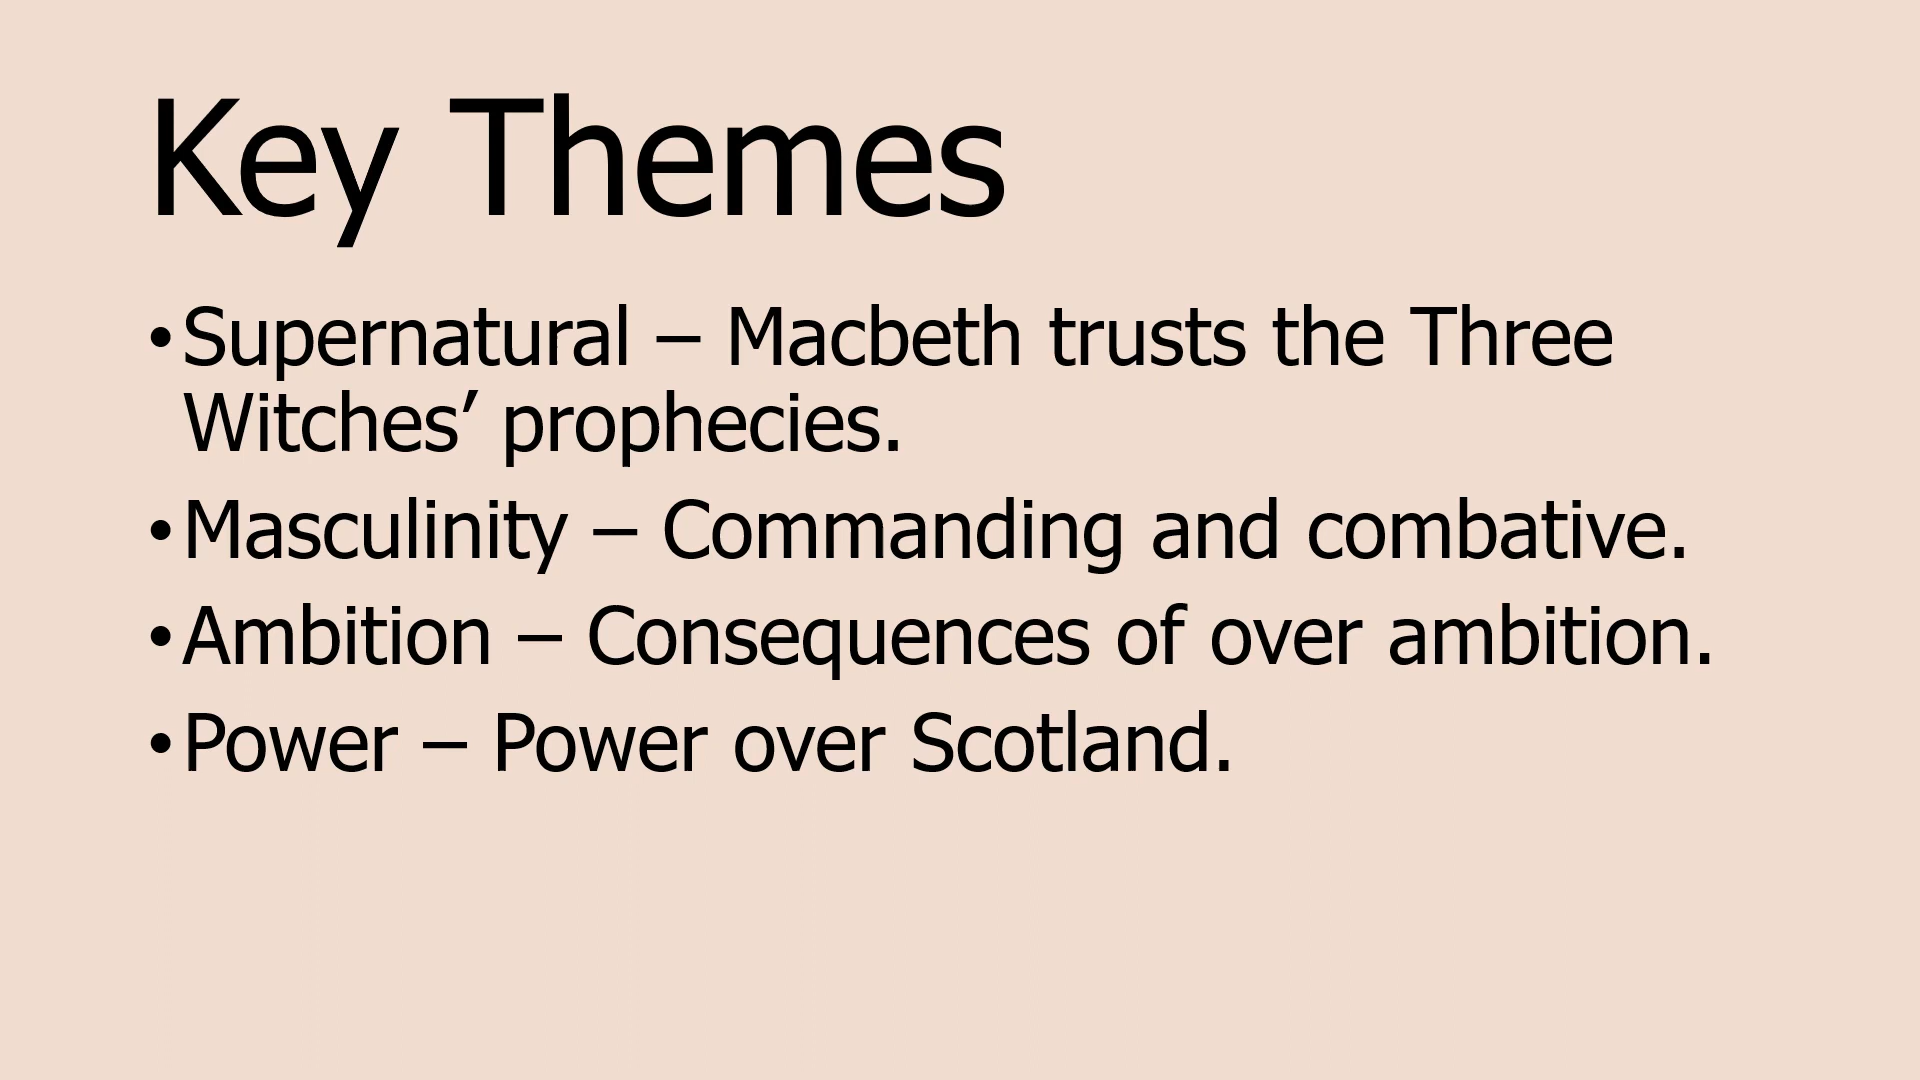 Key Themes
•Supernatural – Macbeth trusts the Three
Witches’ prophecies.
•Masculinity – Commanding and combative.
•Ambition – Consequences of over ambition.
•Power – Power over Scotland.